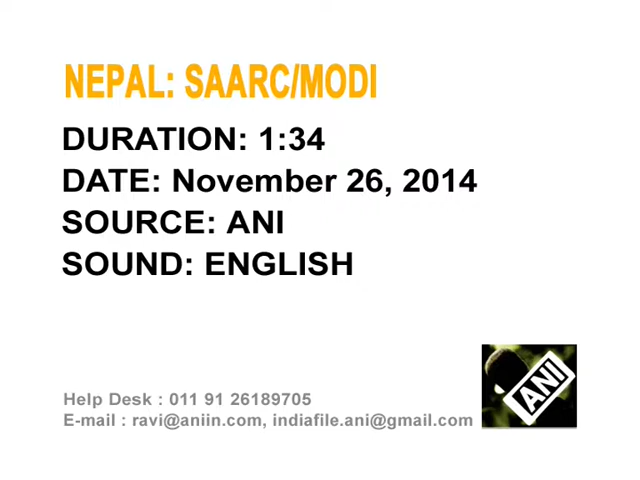 NEPAL: SAARC/MODI
DURATION: 1:34
DATE: November 26, 2014
SOURCE: ANI
SOUND: ENGLISH
ANI
Help Desk : 011 91 26189705
E-mail : ravi@aniin.com, indiafile.ani@gmail.com